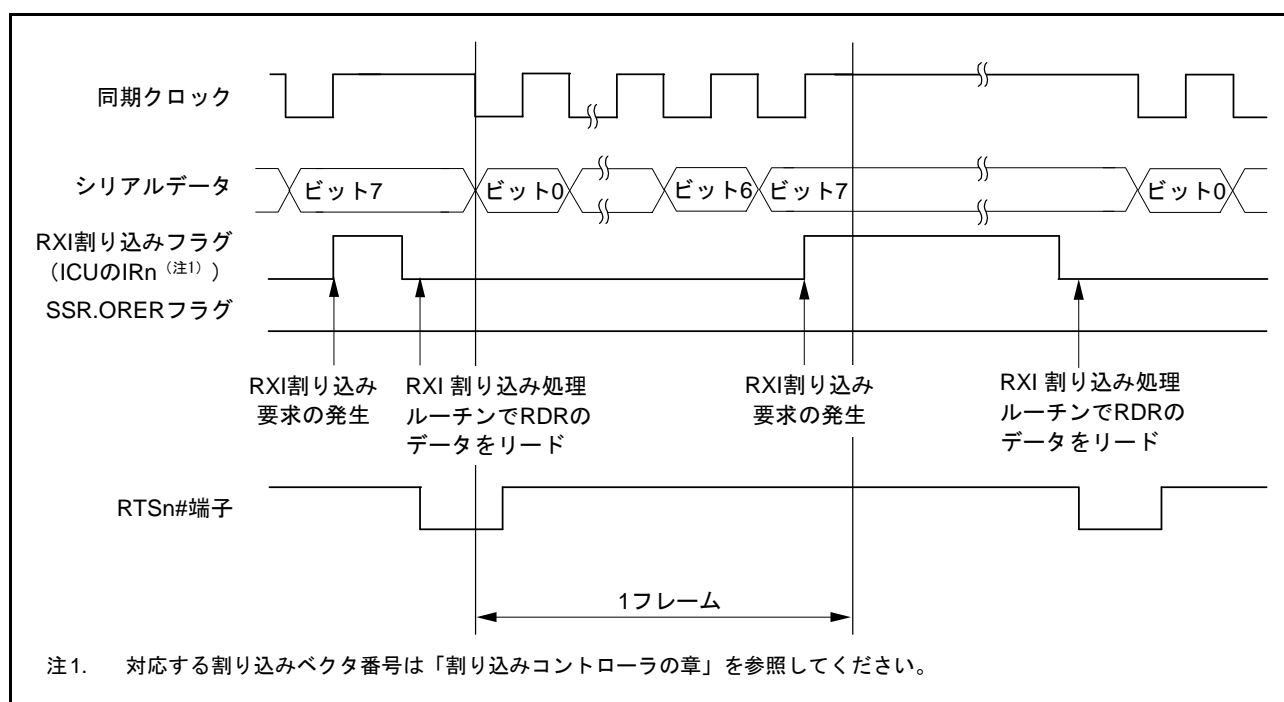 同期クロック
シリアルデータ
ビット7
ビット0
ビット6
ビット7
ビット0
RXI割り込みフラグ
(ICUのIRn (注1) )
SSR.ORERフラグ
RXI割り込み
要求の発生
RXI 割り込み処理
ルーチンでRDRの
データをリード
RXI割り込み
要求の発生
RXI 割り込み処理
ルーチンでRDRの
データをリード
RTSn#端子
1フレーム
注1. 対応する割り込みベクタ番号は「割り込みコントローラの章」を参照してください。